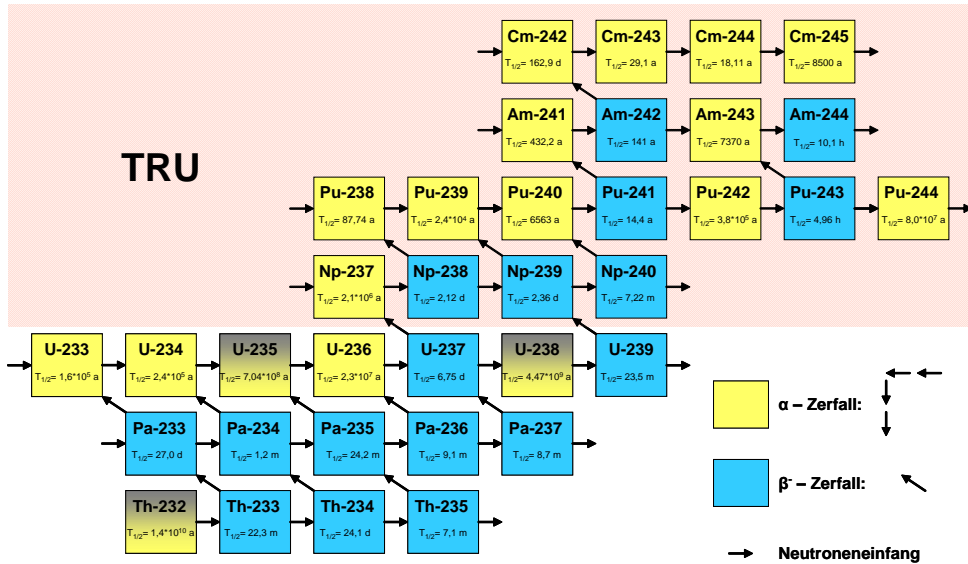 Cm-242 Cm-243 Cm-244 Cm-245
T1/2= 162,9 d T1/2= 29,1 a T1/2= 18,11 a T1/2= 8500 a
Am-241 Am-242 Am-243 Am-244
T1/2= 432,2 a T1/2= 141 a T1/2= 7370 a T1/2= 10,1 h
TRU
Pu-238 Pu-239 Pu-240 Pu-241 Pu-242 Pu-243 Pu-244
T1/2= 87,74 a T1/2= 2,4*10⁴ a T1/2= 6563 a T1/2= 14,4 a T1/2= 3,8*10⁵ a T1/2= 4,96 h T1/2= 8,0*10⁷ a
Np-237 Np-238 Np-239 Np-240
T1/2= 2,1*10⁶ a T1/2= 2,12 d T1/2= 2,36 d T1/2= 7,22 m
U-233 U-234 U-235 U-236 U-237 U-238 U-239
T1/2= 1,6*10⁵ a T1/2= 2,4*10⁵ a T1/2= 7,04*10⁸ a T1/2= 2,3*10⁷ a T1/2= 6,75 d T1/2= 4,47*10⁹ a T1/2= 23,5 m
α – Zerfall:
Pa-233 Pa-234 Pa-235 Pa-236 Pa-237
T1/2= 27,0 d T1/2= 1,2 m T1/2= 24,2 m T1/2= 9,1 m T1/2= 8,7 m
β⁻ – Zerfall:
Th-232 Th-233 Th-234 Th-235
T1/2= 1,4*10¹⁰ a T1/2= 22,3 m T1/2= 24,1 d T1/2= 7,1 m
Neutroneneinfang